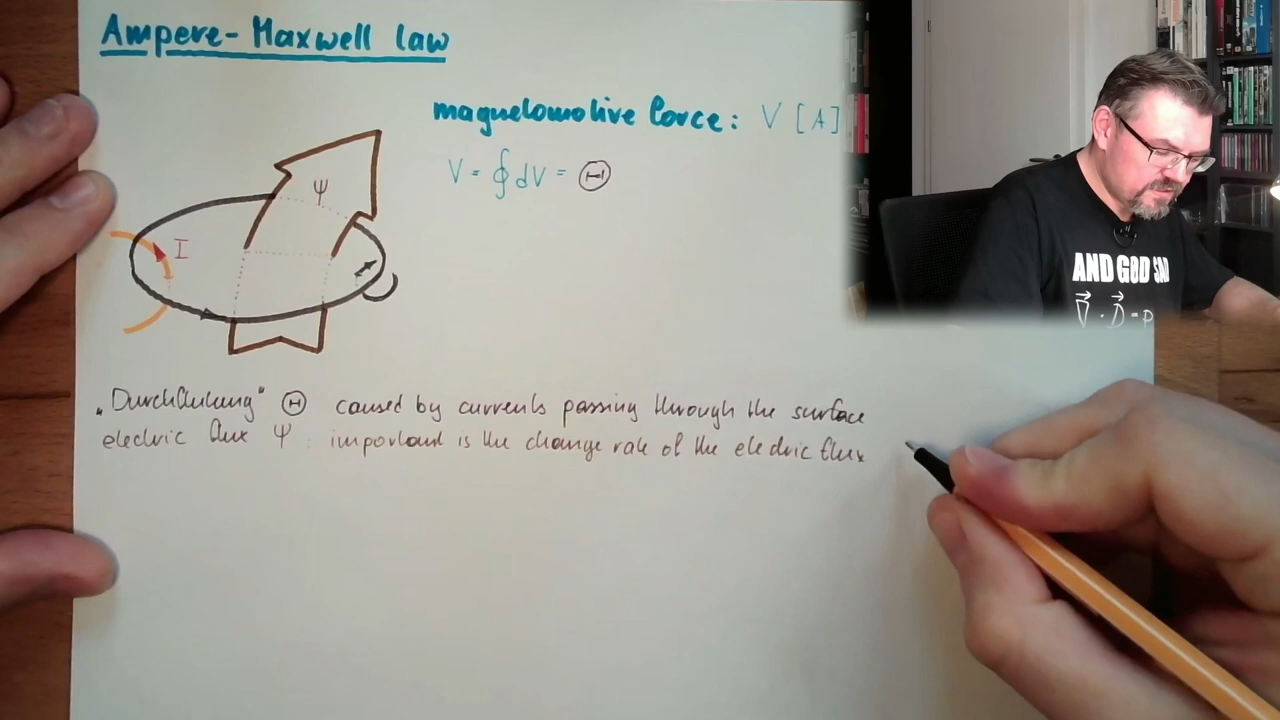 Ampere-Maxwell law
magnetomotive force: V [A]
V = ∮ dV = Θ
Ψ
I
„Durchflutung" Θ caused by currents passing through the surface
electric flux Ψ : important is the change rate of the electric flux
AND GOD SAI
∇⃗ · D⃗ = ρ